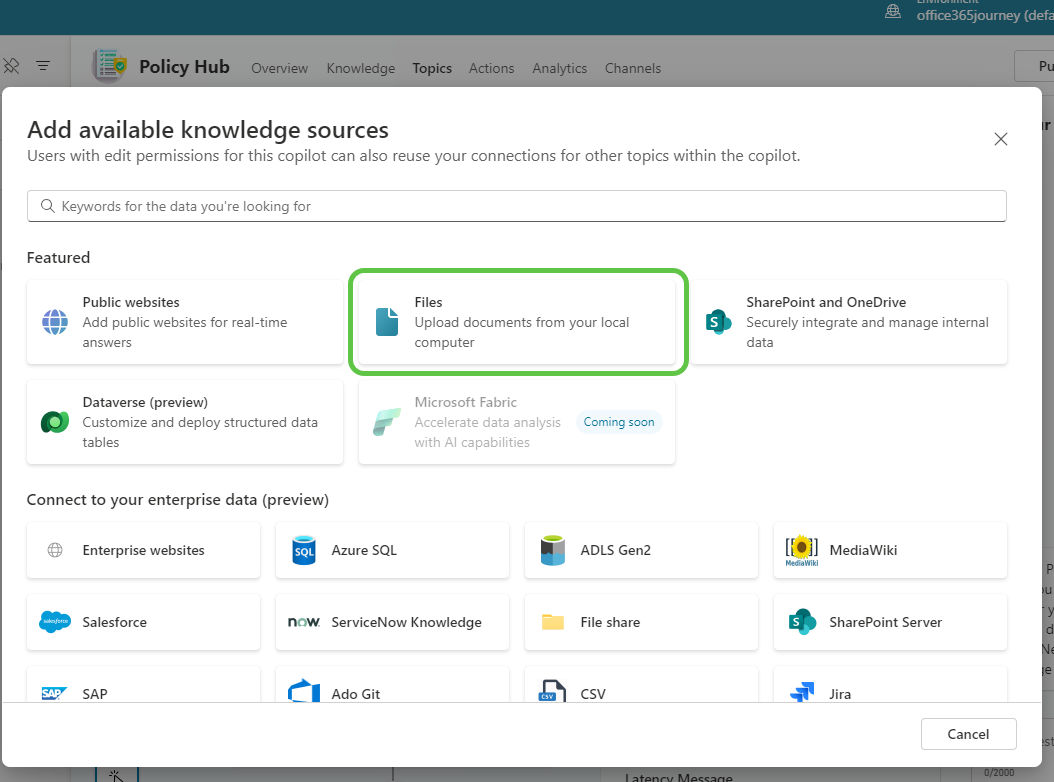 Environment
office365journey (defa
Policy Hub
Overview
Knowledge
Topics
Actions
Analytics
Channels
Pu
Add available knowledge sources
Users with edit permissions for this copilot can also reuse your connections for other topics within the copilot.
Keywords for the data you're looking for
Featured
Public websites
Add public websites for real-time
answers
Files
Upload documents from your local
computer
SharePoint and OneDrive
Securely integrate and manage internal
data
Dataverse (preview)
Customize and deploy structured data
tables
Microsoft Fabric
Accelerate data analysis
with AI capabilities
Coming soon
Connect to your enterprise data (preview)
Enterprise websites
SQL
Azure SQL
ADLS Gen2
MediaWiki
MediaWiki
salesforce
Salesforce
now.
ServiceNow Knowledge
File share
S
SharePoint Server
SAP
SAP
Ado Git
CSV
CSV
Jira
Cancel
Latency Message
0/2000